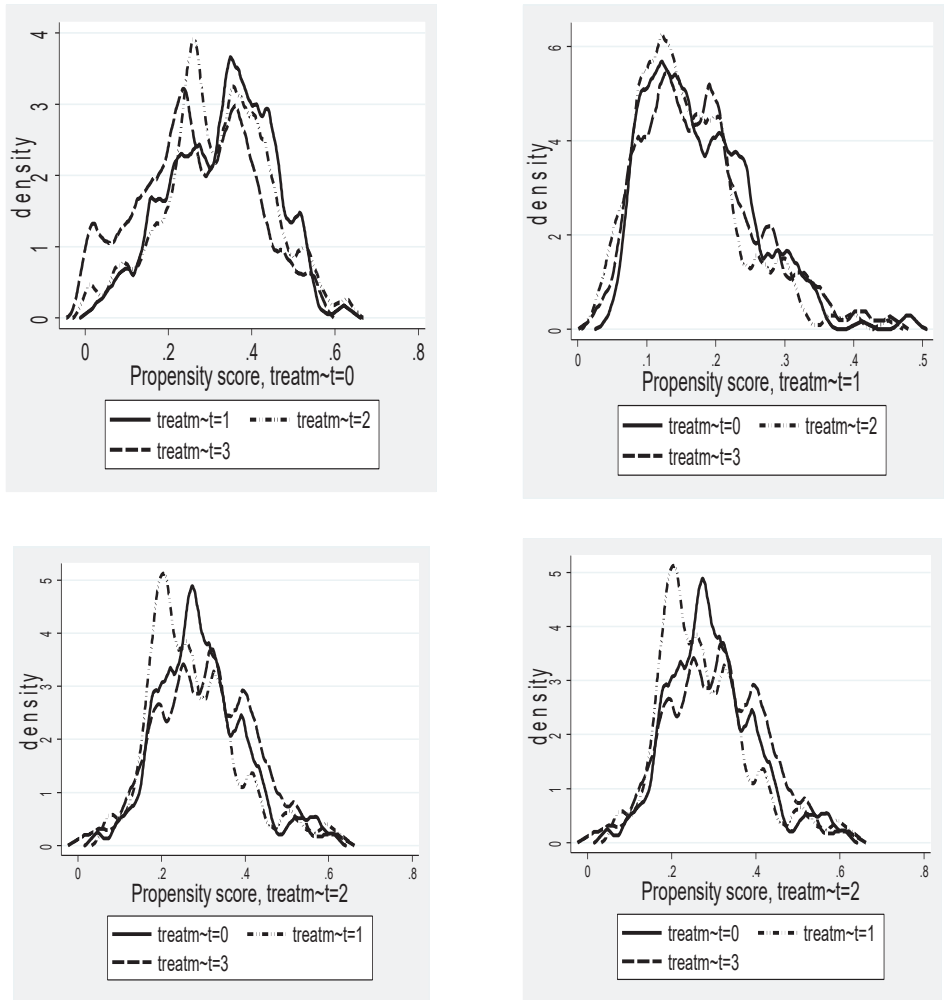 density
0 1 2 3 4
0 .2 .4 .6 .8
Propensity score, treatm~t=0
treatm~t=1 treatm~t=2
treatm~t=3
density
0 2 4 6
0 .1 .2 .3 .4 .5
Propensity score, treatm~t=1
treatm~t=0 treatm~t=2
treatm~t=3
density
0 1 2 3 4 5
0 .2 .4 .6 .8
Propensity score, treatm~t=2
treatm~t=0 treatm~t=1
treatm~t=3
density
0 1 2 3 4 5
0 .2 .4 .6 .8
Propensity score, treatm~t=2
treatm~t=0 treatm~t=1
treatm~t=3